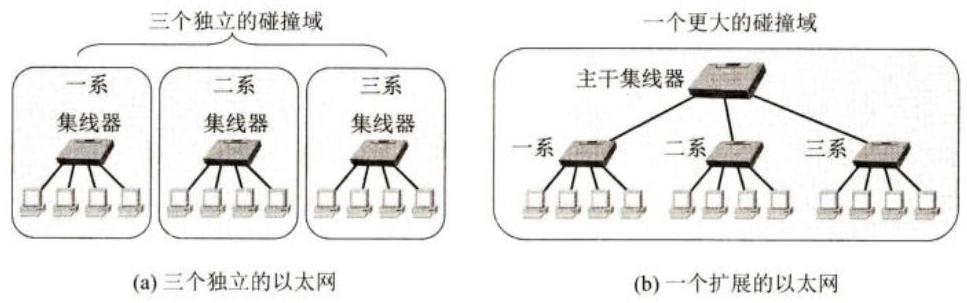 三个独立的碰撞域
一系
二系
三系
集线器
集线器
集线器
(a) 三个独立的以太网
一个更大的碰撞域
主干集线器
一系
二系
三系
(b) 一个扩展的以太网